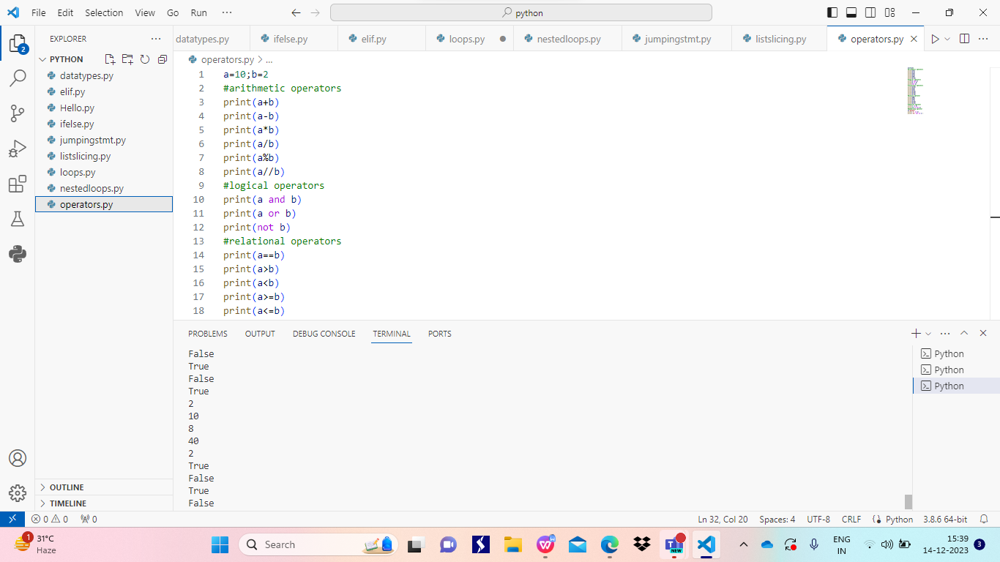 File Edit Selection View Go Run ···
python
EXPLORER ···
datatypes.py ifelse.py elif.py loops.py nestedloops.py jumpingstmt.py listslicing.py operators.py
PYTHON
operators.py > ...
datatypes.py
elif.py
Hello.py
ifelse.py
jumpingstmt.py
listslicing.py
loops.py
nestedloops.py
operators.py
2
1 a=10;b=2
2 #arithmetic operators
3 print(a+b)
4 print(a-b)
5 print(a*b)
6 print(a/b)
7 print(a%b)
8 print(a//b)
9 #logical operators
10 print(a and b)
11 print(a or b)
12 print(not b)
13 #relational operators
14 print(a==b)
15 print(a>b)
16 print(a<b)
17 print(a>=b)
18 print(a<=b)
PROBLEMS OUTPUT DEBUG CONSOLE TERMINAL PORTS
False
True
False
True
2
10
8
40
2
True
False
True
False
Python
Python
Python
OUTLINE
TIMELINE
0 0 0
Ln 32, Col 20 Spaces: 4 UTF-8 CRLF Python 3.8.6 64-bit
1
31°C
Haze
Search
NEW
ENG
IN
15:39
14-12-2023
3